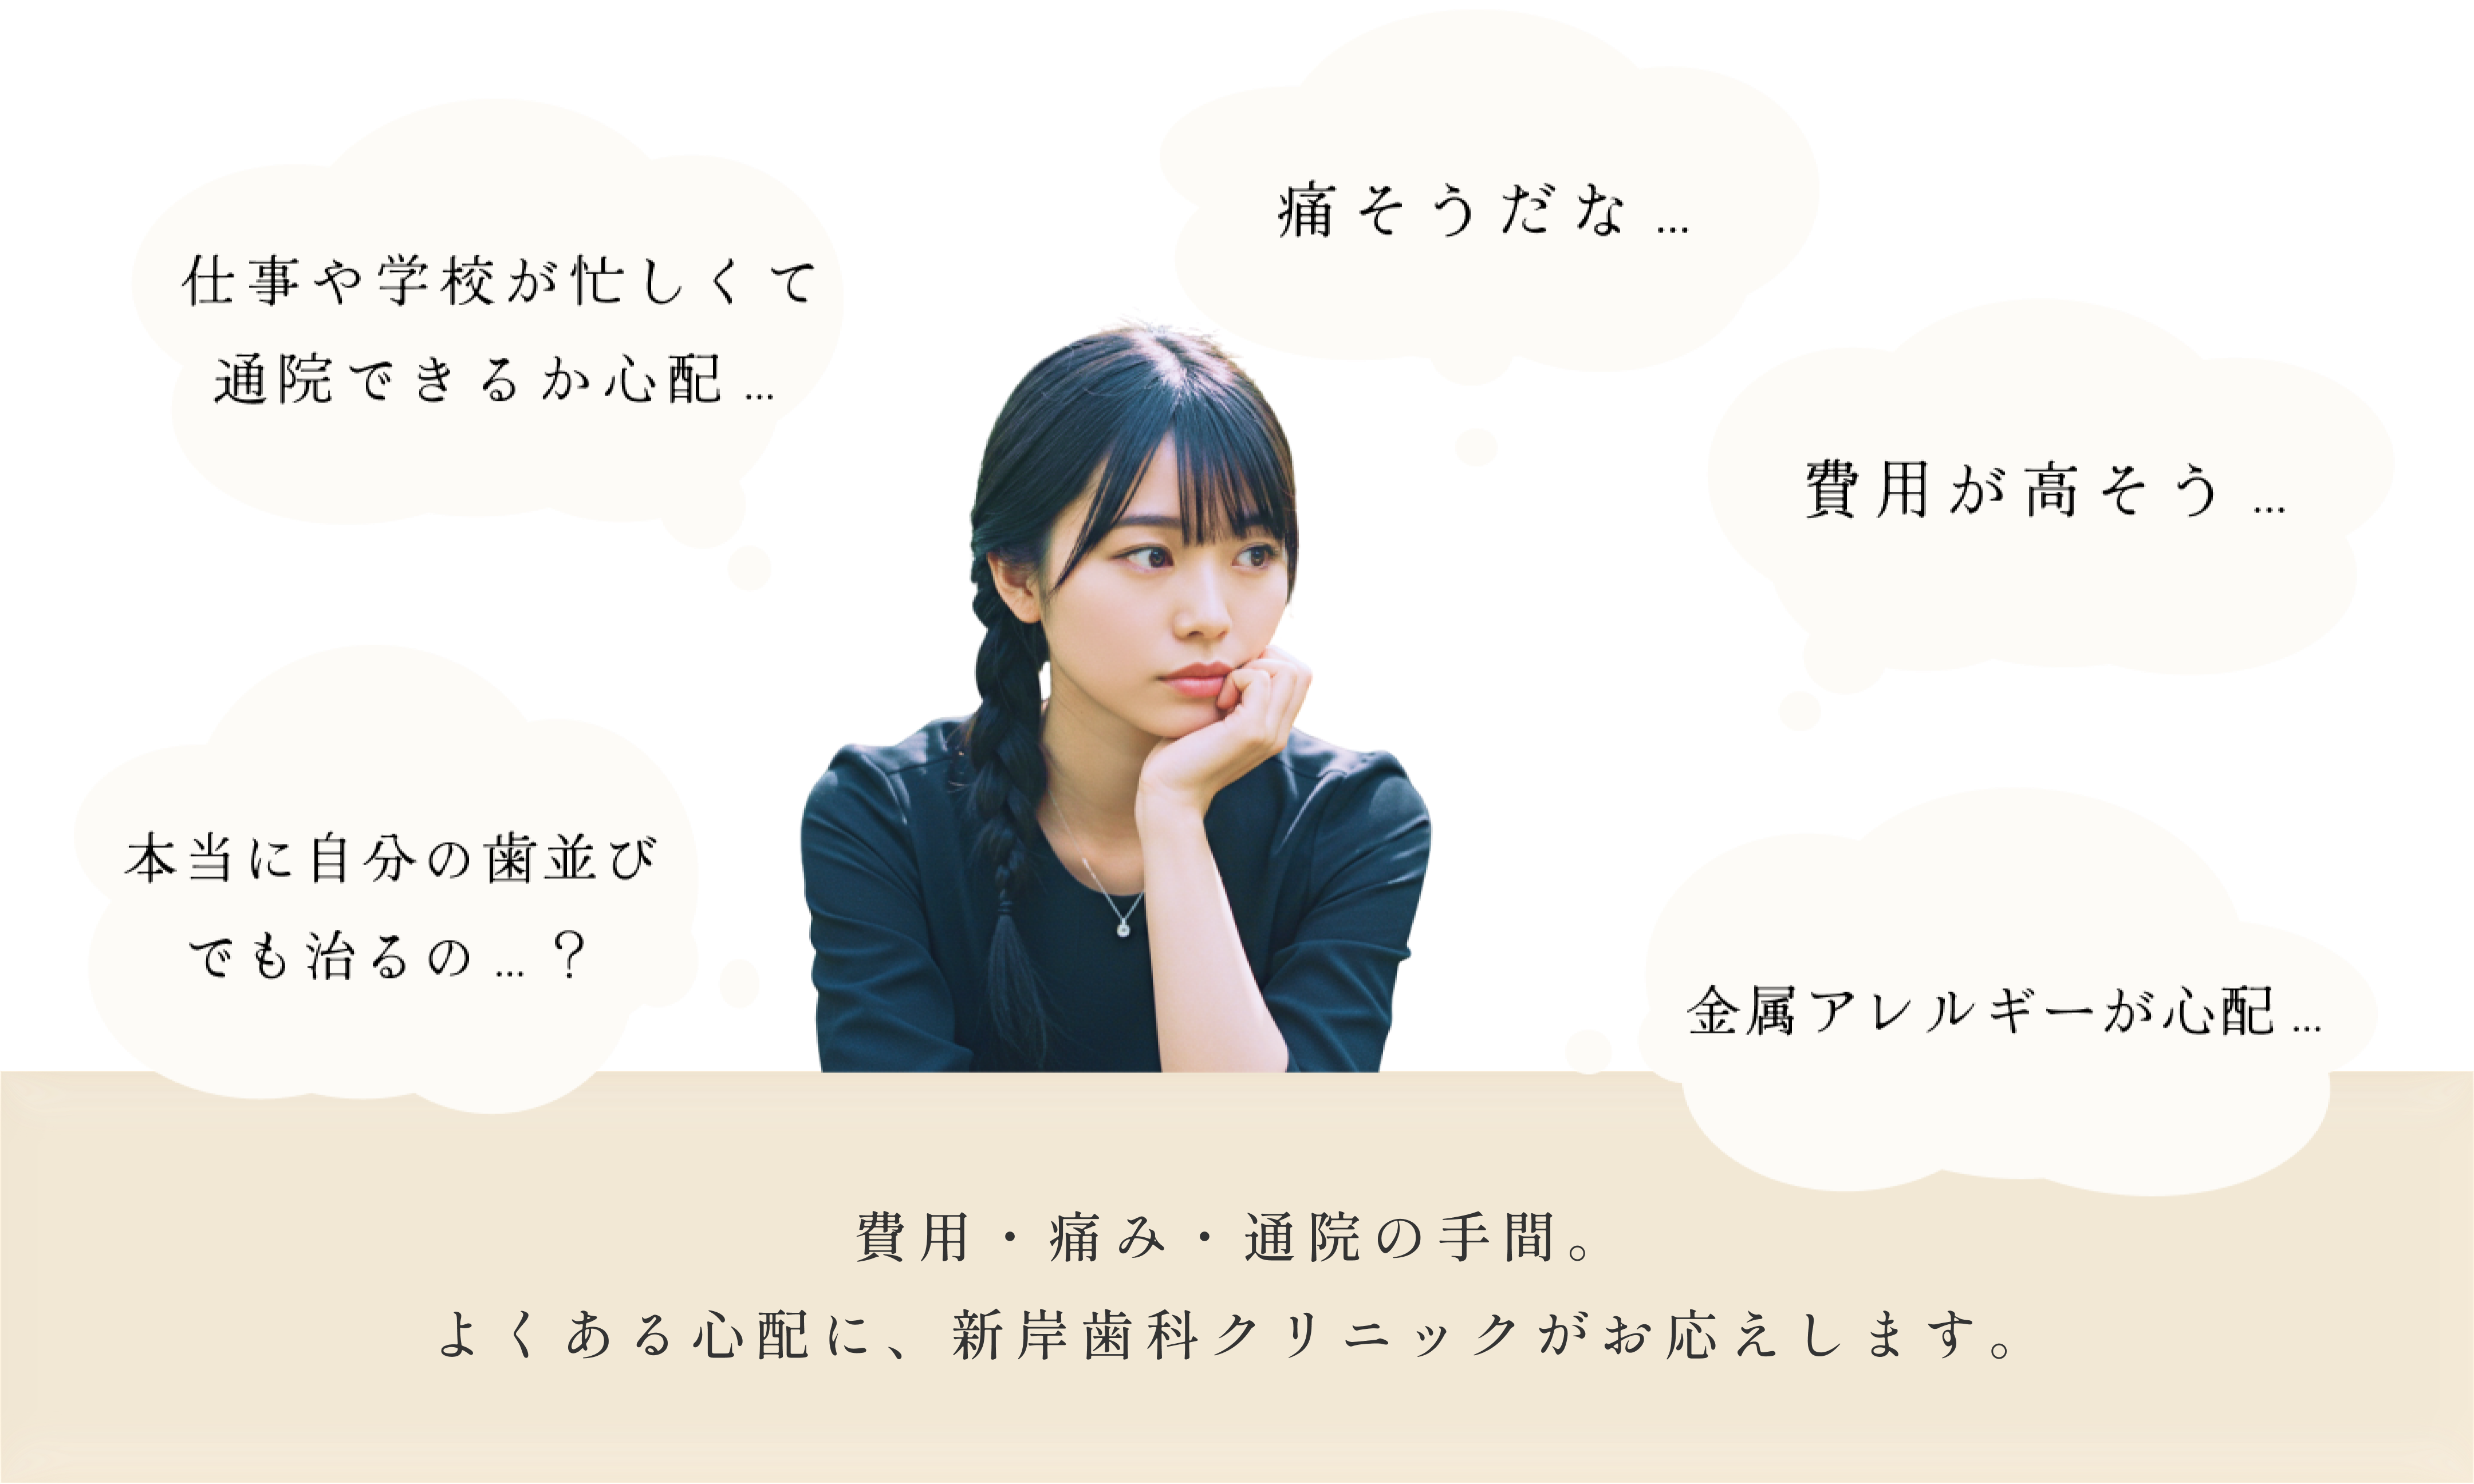 痛そうだな…
仕事や学校が忙しくて
通院できるか心配…
費用が高そう…
本当に自分の歯並び
でも治るの…？
金属アレルギーが心配…
費用・痛み・通院の手間。
よくある心配に、新岸歯科クリニックがお応えします。